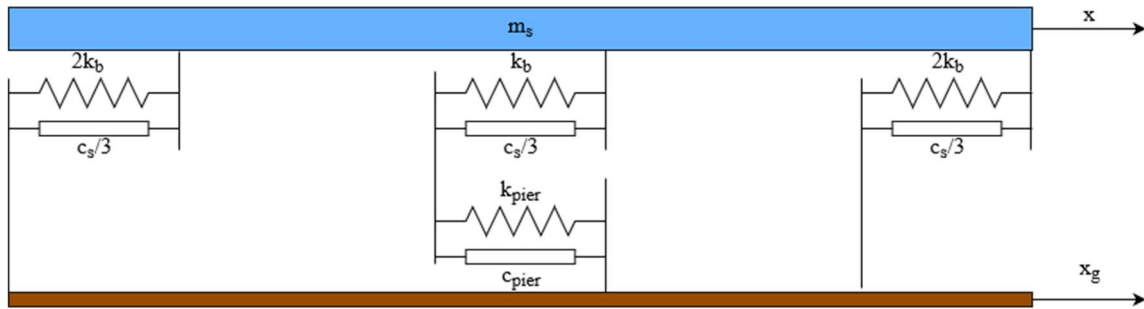 m_s
x
2k_b
k_b
2k_b
c_s/3
c_s/3
c_s/3
k_pier
c_pier
x_g